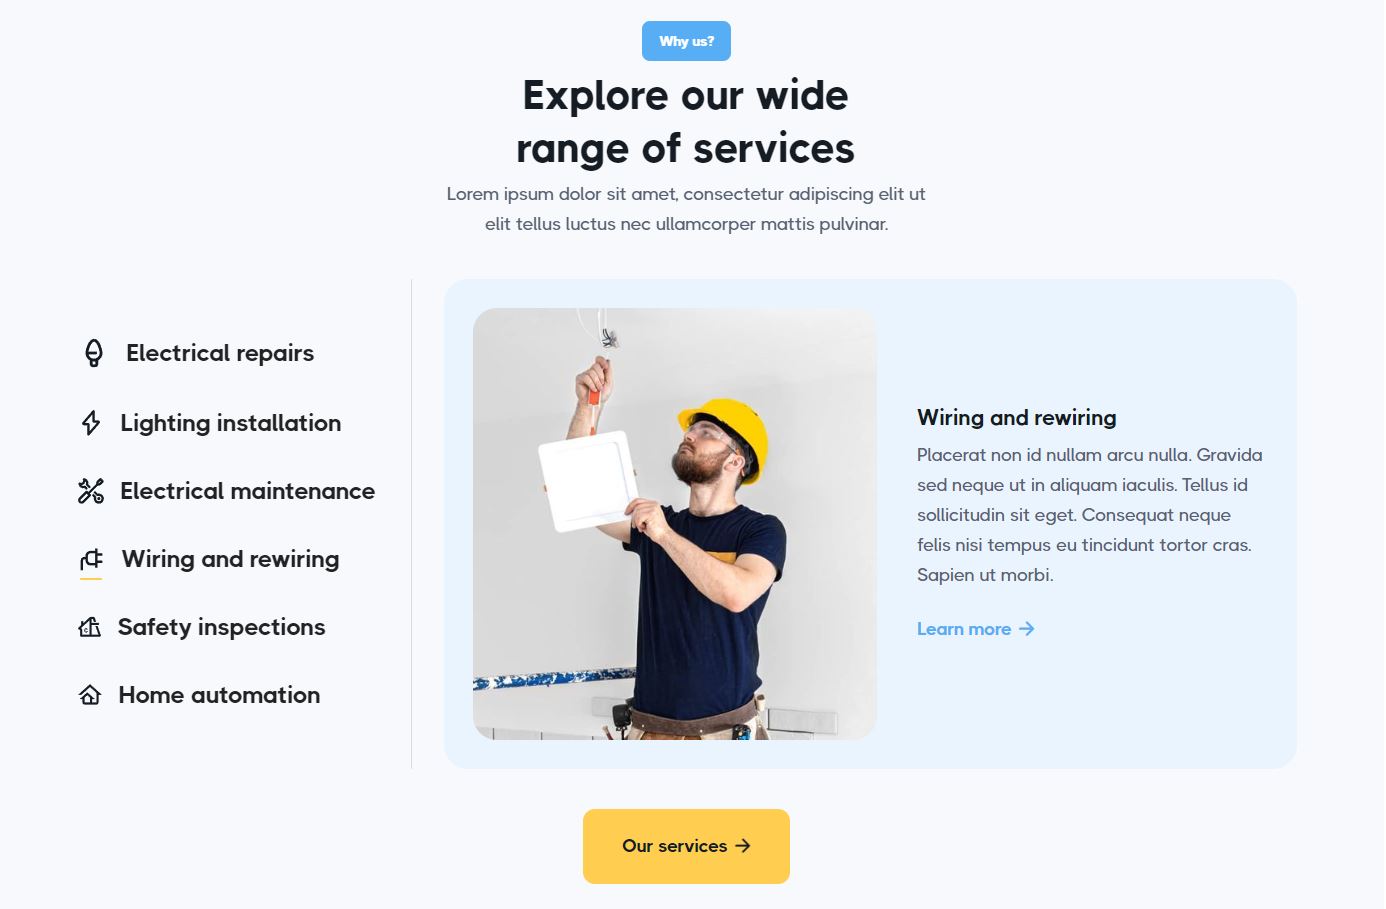 Why us?
Explore our wide
range of services
Lorem ipsum dolor sit amet, consectetur adipiscing elit ut
elit tellus luctus nec ullamcorper mattis pulvinar.
Electrical repairs
Lighting installation
Electrical maintenance
Wiring and rewiring
Safety inspections
Home automation
Wiring and rewiring
Placerat non id nullam arcu nulla. Gravida
sed neque ut in aliquam iaculis. Tellus id
sollicitudin sit eget. Consequat neque
felis nisi tempus eu tincidunt tortor cras.
Sapien ut morbi.
Learn more →
Our services →